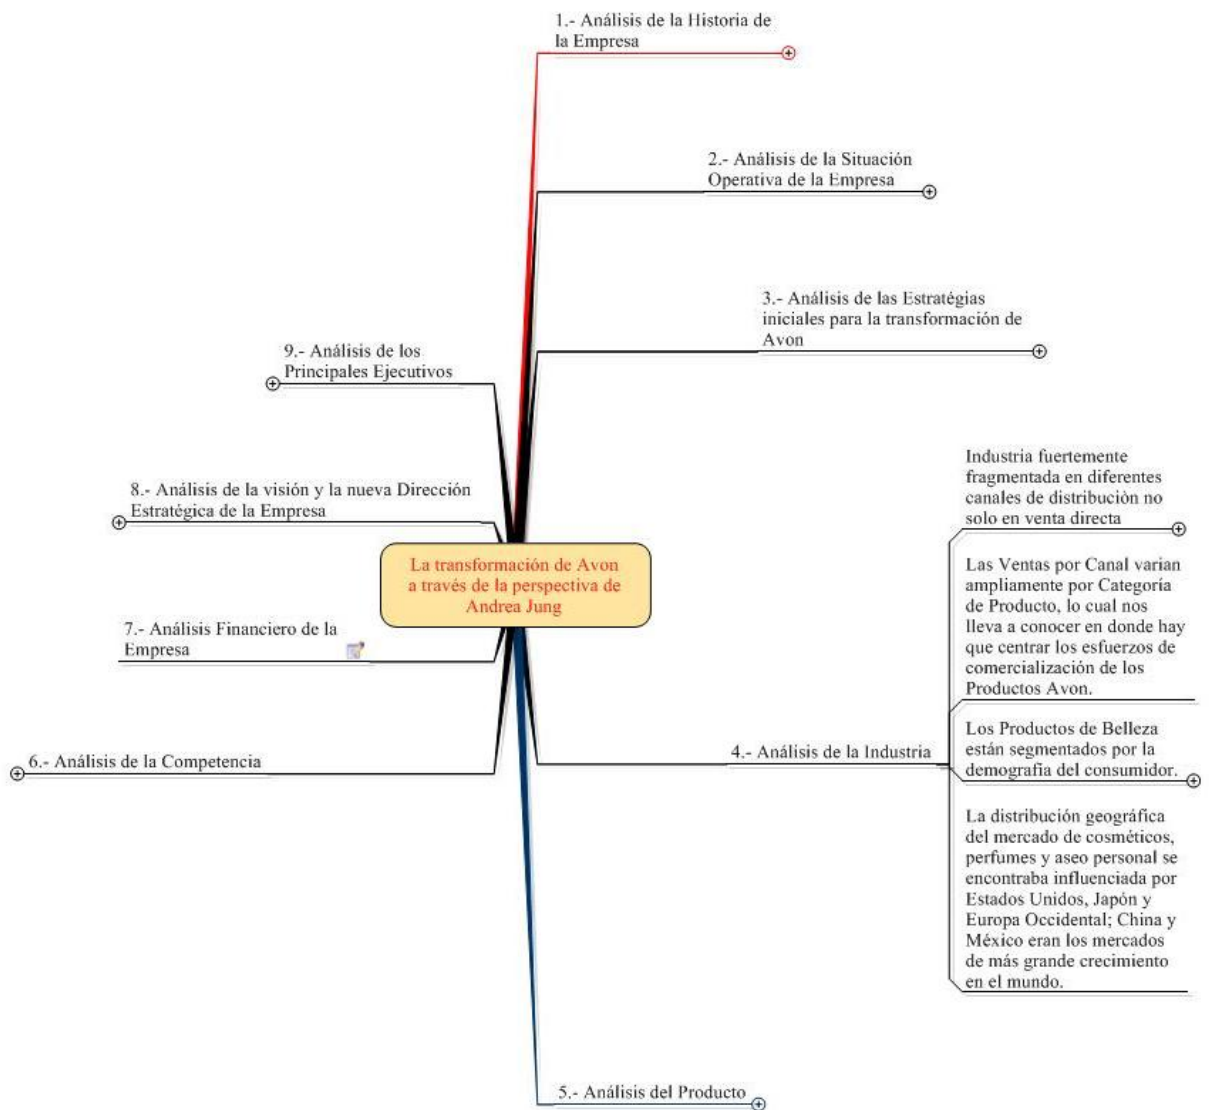 1.- Análisis de la Historia de
la Empresa
2.- Análisis de la Situación
Operativa de la Empresa
3.- Análisis de las Estratégias
iniciales para la transformación de
Avon
9.- Análisis de los
Principales Ejecutivos
8.- Análisis de la visión y la nueva Dirección
Estratégica de la Empresa
La transformación de Avon
a través de la perspectiva de
Andrea Jung
7.- Análisis Financiero de la
Empresa
6.- Análisis de la Competencia
4.- Análisis de la Industria
Industria fuertemente
fragmentada en diferentes
canales de distribuciòn no
solo en venta directa
Las Ventas por Canal varian
ampliamente por Categoría
de Producto, lo cual nos
lleva a conocer en donde hay
que centrar los esfuerzos de
comercialización de los
Productos Avon.
Los Productos de Belleza
están segmentados por la
demografía del consumidor.
La distribución geográfica
del mercado de cosméticos,
perfumes y aseo personal se
encontraba influenciada por
Estados Unidos, Japón y
Europa Occidental; China y
México eran los mercados
de más grande crecimiento
en el mundo.
5.- Análisis del Producto